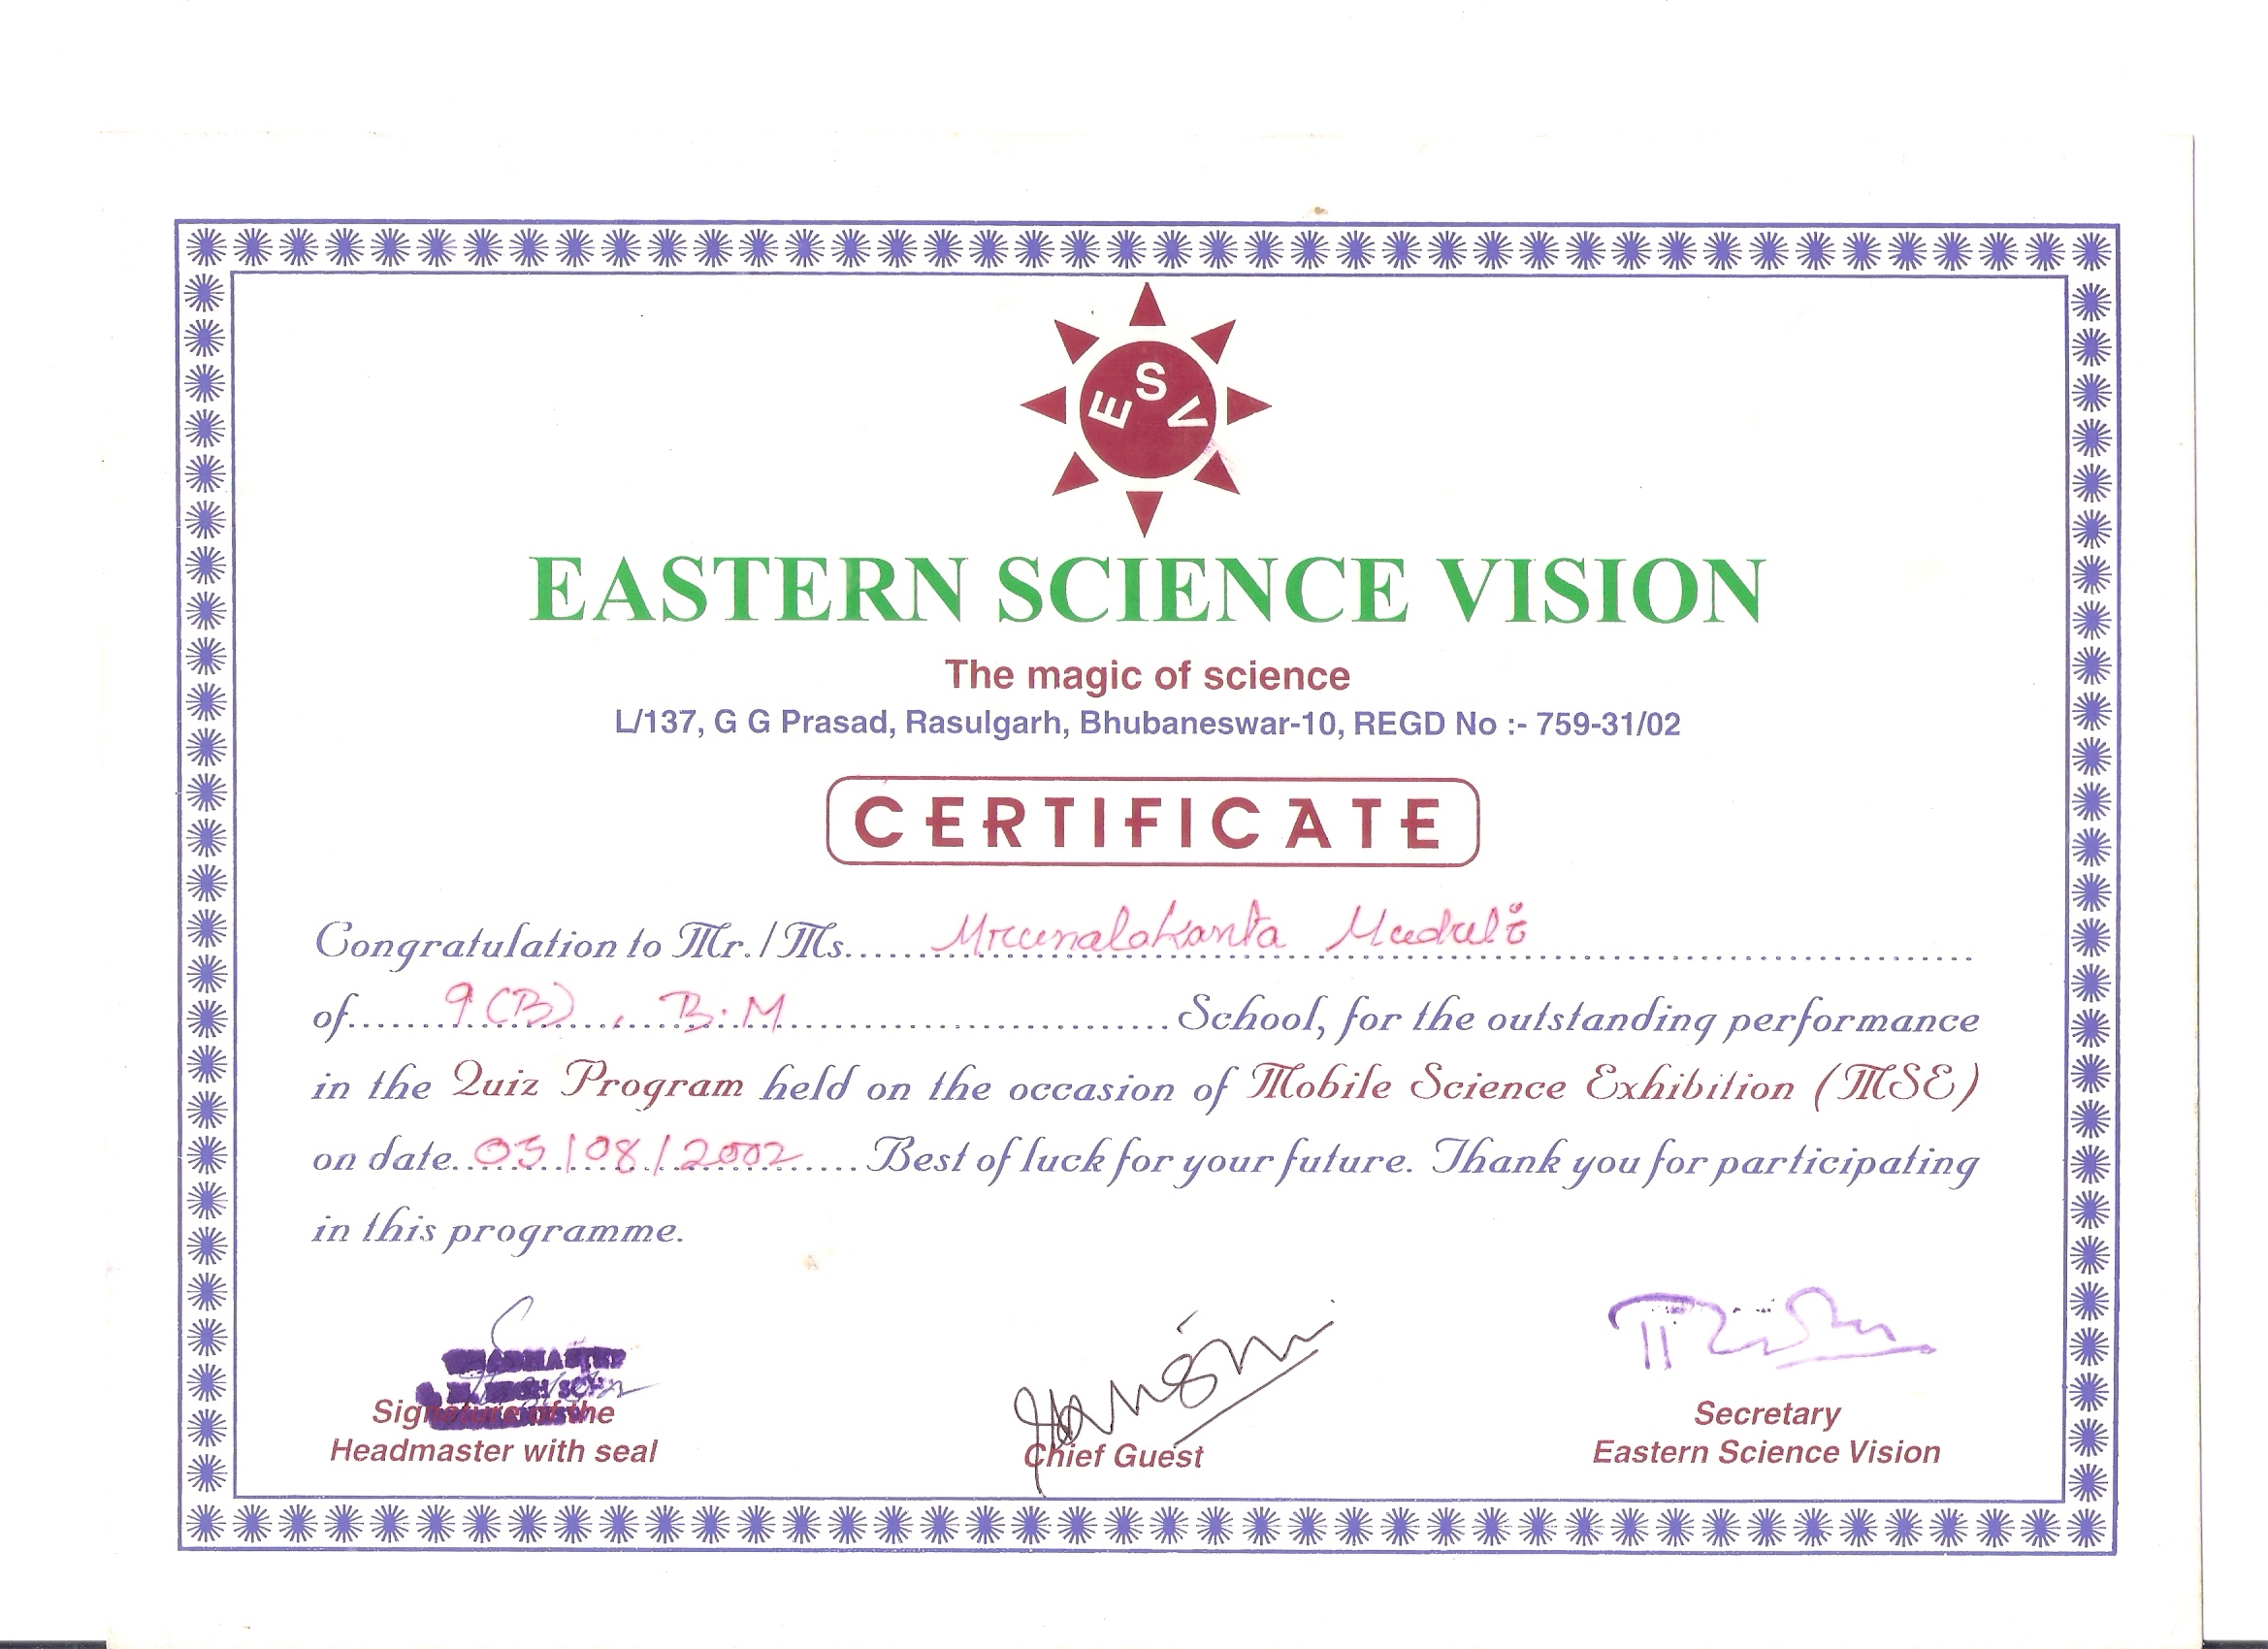 E S V
EASTERN SCIENCE VISION
The magic of science
L/137, G G Prasad, Rasulgarh, Bhubaneswar-10, REGD No :- 759-31/02
CERTIFICATE
Congratulation to Mr./Ms.....Mrunalakanta Muduli
of.....9(B), B.M.....School, for the outstanding performance
in the Quiz Program held on the occasion of Mobile Science Exhibition (MSE)
on date..03/08/2002....Best of luck for your future. Thank you for participating
in this programme.
HEADMASTER
Signature of the
Headmaster with seal
Chief Guest
Secretary
Eastern Science Vision